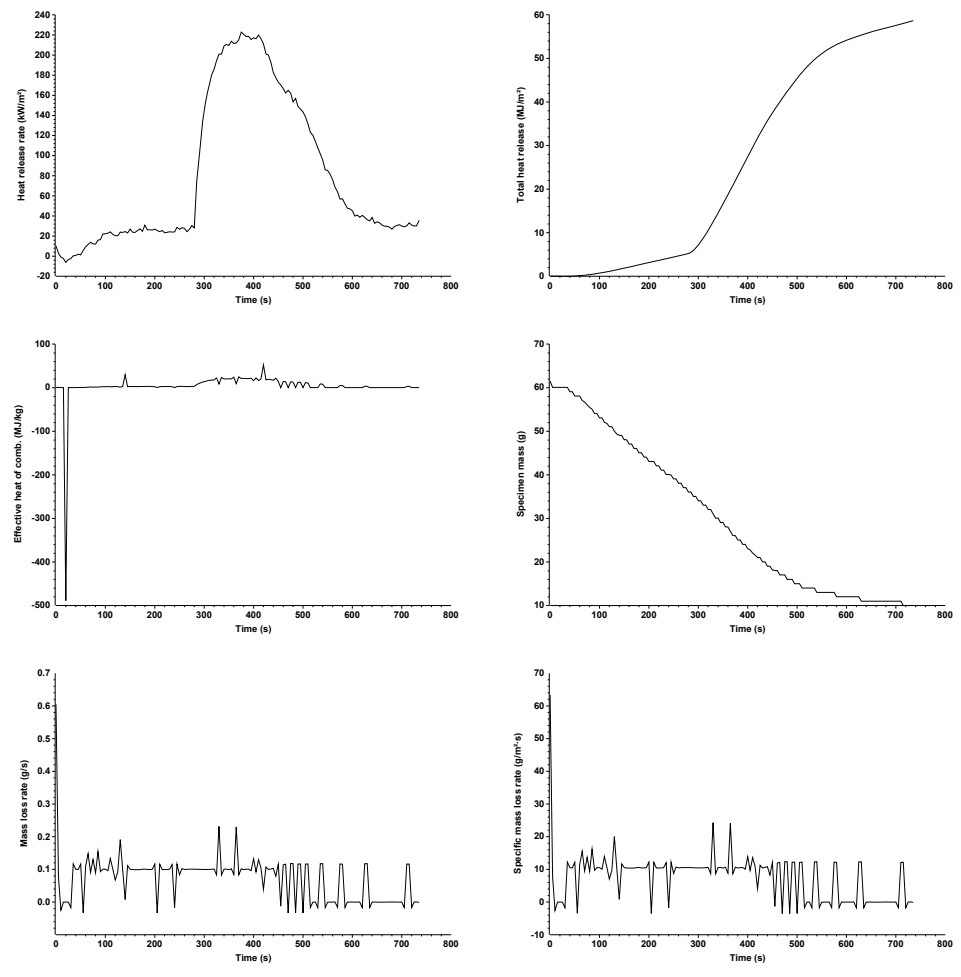 Heat release rate (kW/m²)
240
220
200
180
160
140
120
100
80
60
40
20
0
-20
0 100 200 300 400 500 600 700 800
Time (s)
Total heat release (MJ/m²)
60
50
40
30
20
10
0
0 100 200 300 400 500 600 700 800
Time (s)
Effective heat of comb. (MJ/kg)
100
0
-100
-200
-300
-400
-500
0 100 200 300 400 500 600 700 800
Time (s)
Specimen mass (g)
70
60
50
40
30
20
10
0 100 200 300 400 500 600 700 800
Time (s)
Mass loss rate (g/s)
0.7
0.6
0.5
0.4
0.3
0.2
0.1
0.0
0 100 200 300 400 500 600 700 800
Time (s)
Specific mass loss rate (g/m²·s)
70
60
50
40
30
20
10
0
-10
0 100 200 300 400 500 600 700 800
Time (s)